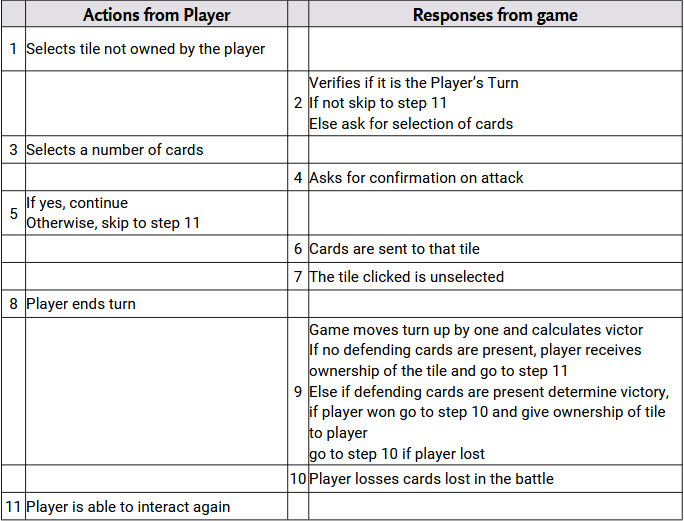 Actions from Player Responses from game
1 Selects tile not owned by the player
Verifies if it is the Player’s Turn
2 If not skip to step 11
Else ask for selection of cards
3 Selects a number of cards
4 Asks for confirmation on attack
5 If yes, continue
Otherwise, skip to step 11
6 Cards are sent to that tile
7 The tile clicked is unselected
8 Player ends turn
Game moves turn up by one and calculates victor
If no defending cards are present, player receives
ownership of the tile and go to step 11
9 Else if defending cards are present determine victory,
if player won go to step 10 and give ownership of tile
to player
go to step 10 if player lost
10 Player losses cards lost in the battle
11 Player is able to interact again